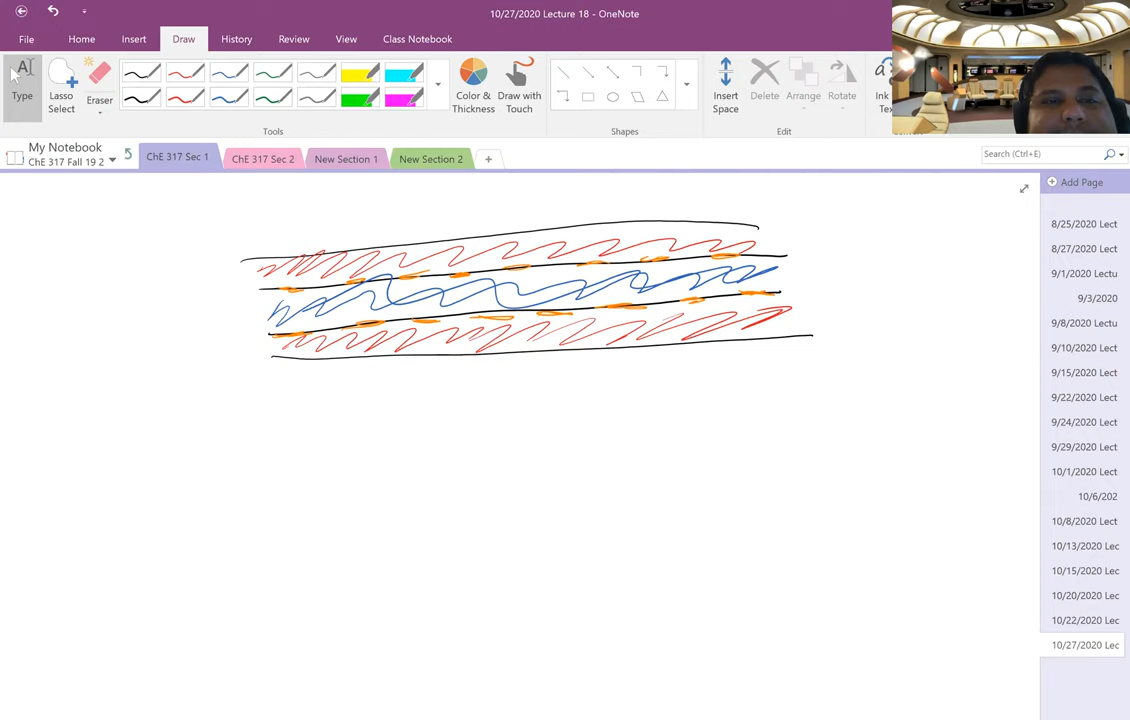 10/27/2020 Lecture 18 - OneNote
File Home Insert Draw History Review View Class Notebook
Type
Lasso Select
Eraser
Color & Thickness
Draw with Touch
Insert Space
Delete
Arrange
Rotate
Ink
Tex
Tools
Shapes
Edit
My Notebook
ChE 317 Fall 19 2
ChE 317 Sec 1
ChE 317 Sec 2
New Section 1
New Section 2
Search (Ctrl+E)
Add Page
8/25/2020 Lect
8/27/2020 Lect
9/1/2020 Lectu
9/3/2020
9/8/2020 Lectu
9/10/2020 Lect
9/15/2020 Lect
9/22/2020 Lect
9/24/2020 Lect
9/29/2020 Lect
10/1/2020 Lect
10/6/202
10/8/2020 Lect
10/13/2020 Lec
10/15/2020 Lec
10/20/2020 Lec
10/22/2020 Lec
10/27/2020 Lec